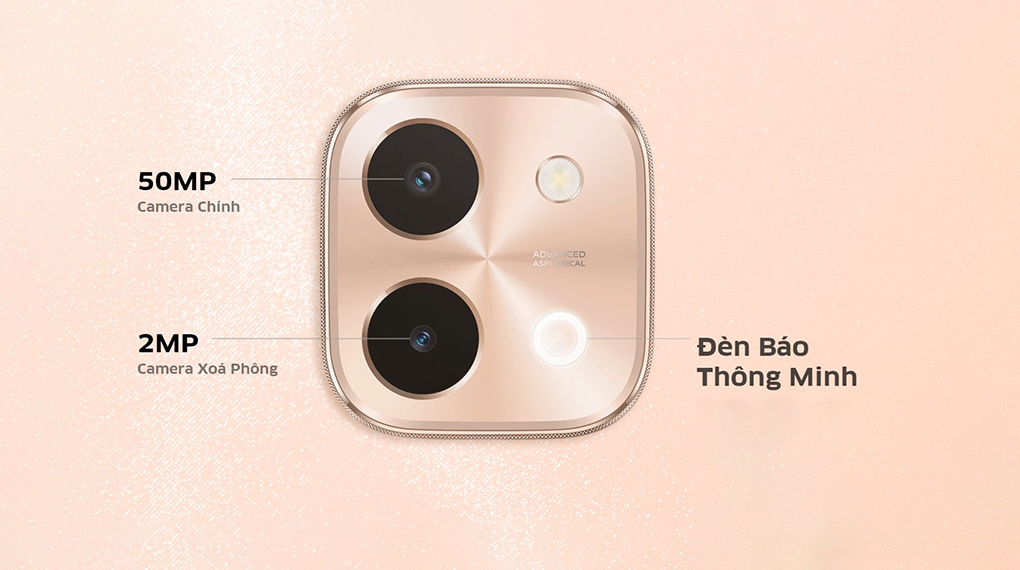 50MP
Camera Chính
ADVANCED
ASPHERICAL
2MP
Camera Xoá Phông
Đèn Báo
Thông Minh